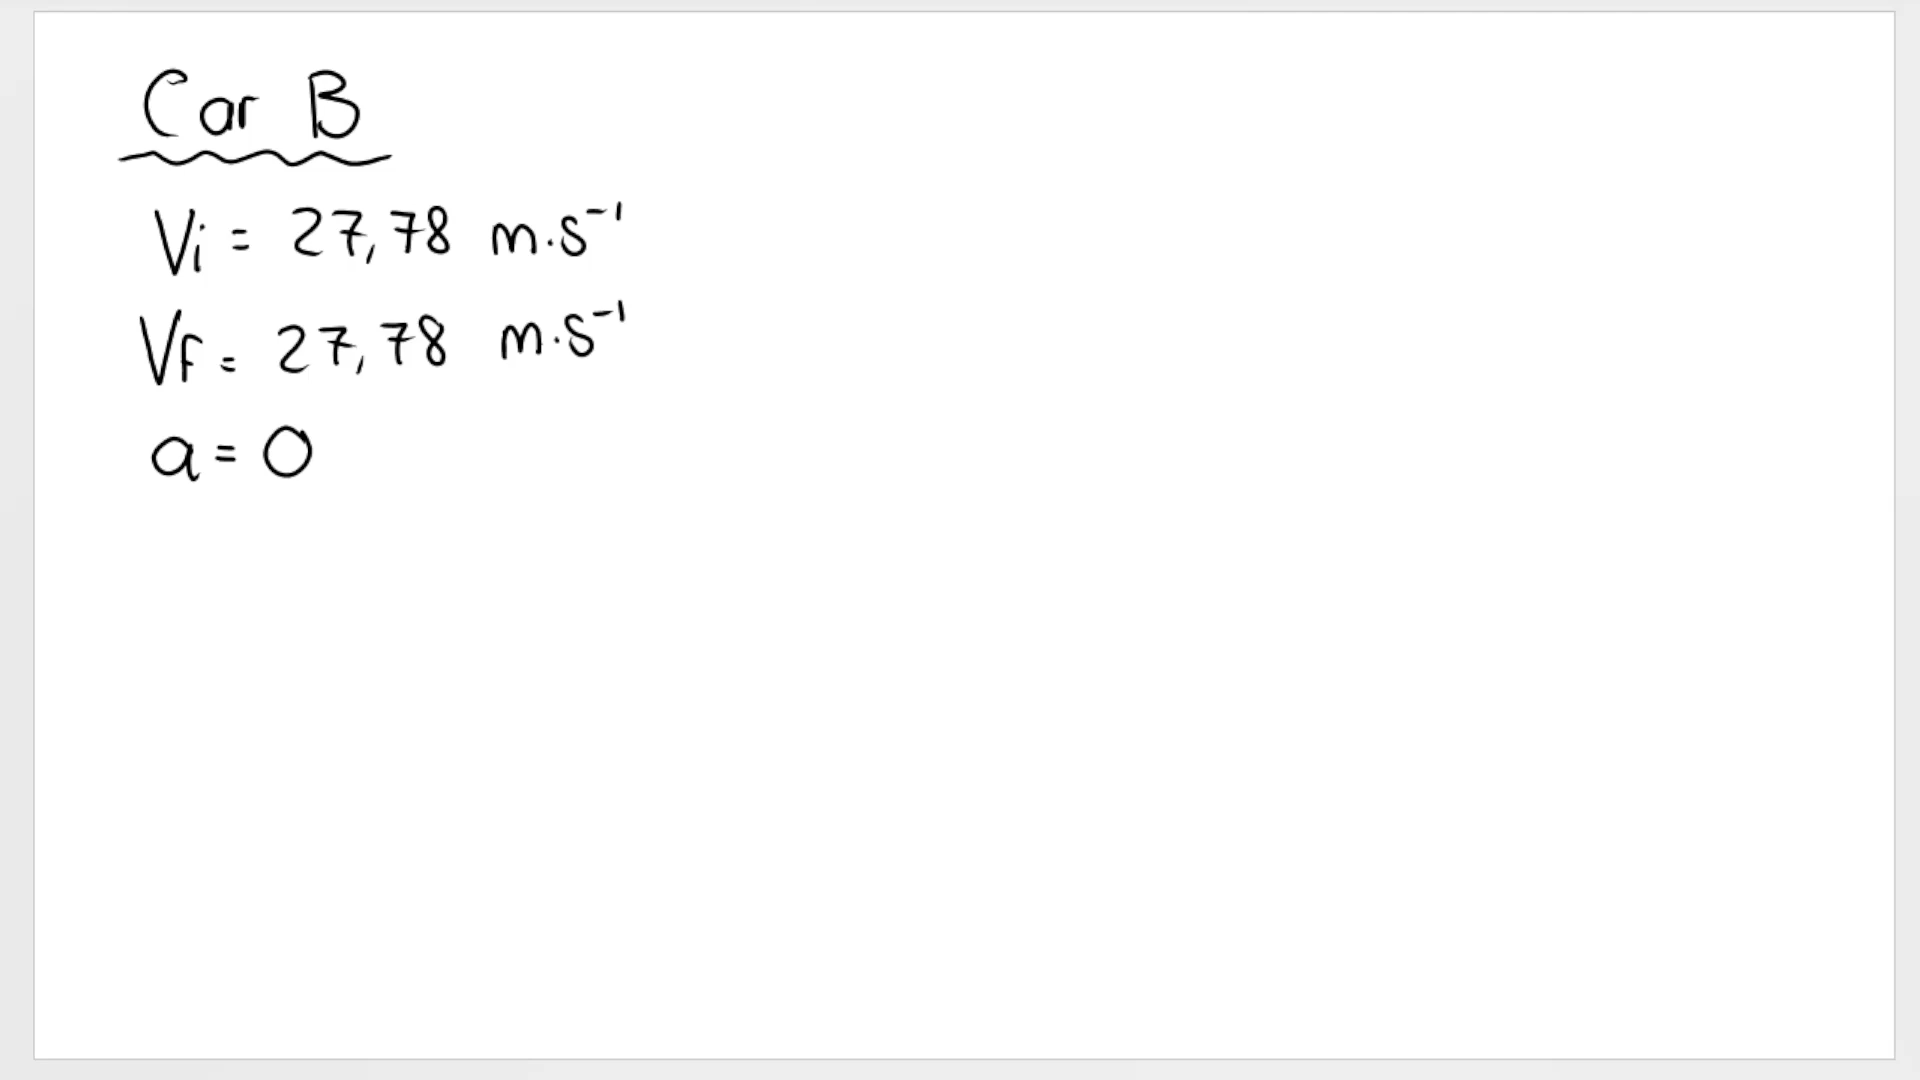 Car B
Vi = 27,78 m·s⁻¹
Vf = 27,78 m·s⁻¹
a = 0